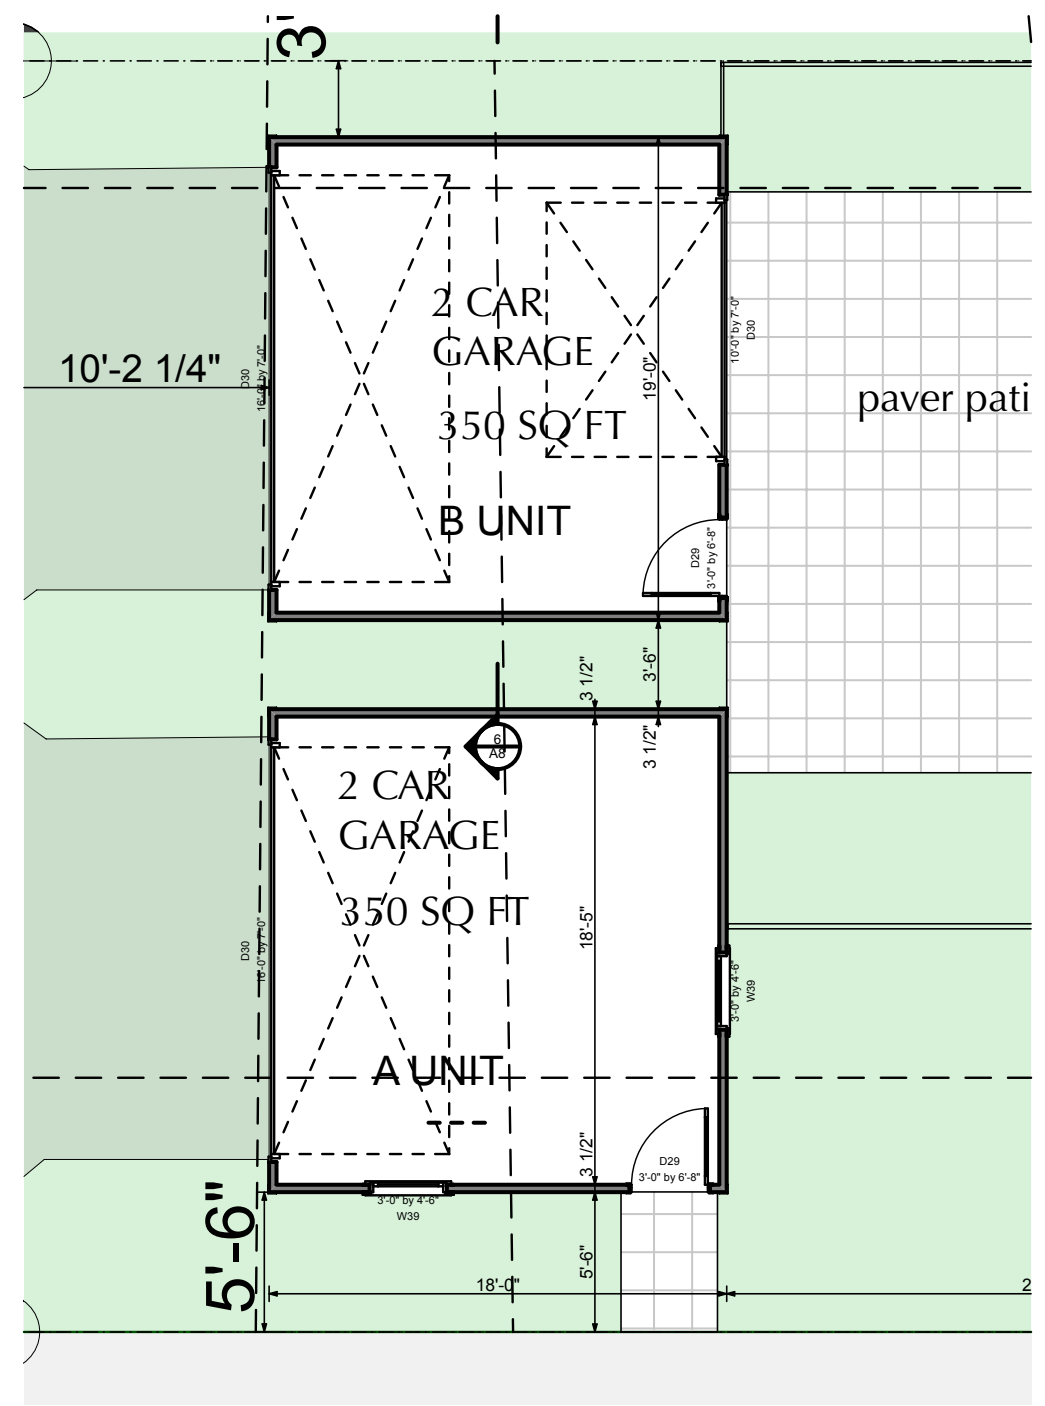 3'
2 CAR
GARAGE
350 SQ FT
B UNIT
10'-2 1/4"
D30
16'-0" by 7'-0"
19'-0"
10'-0" by 7'-0"
D30
paver pati
D29
3'-0" by 6'-8"
3 1/2"
3'-6"
3 1/2"
6
A8
2 CAR
GARAGE
350 SQ FT
A UNIT
D30
16'-0" by 7'-0"
18'-5"
3'-0" by 4'-6"
W39
3 1/2"
D29
3'-0" by 6'-8"
3'-0" by 4'-6"
W39
5'-6"
5'-6"
18'-0"
2